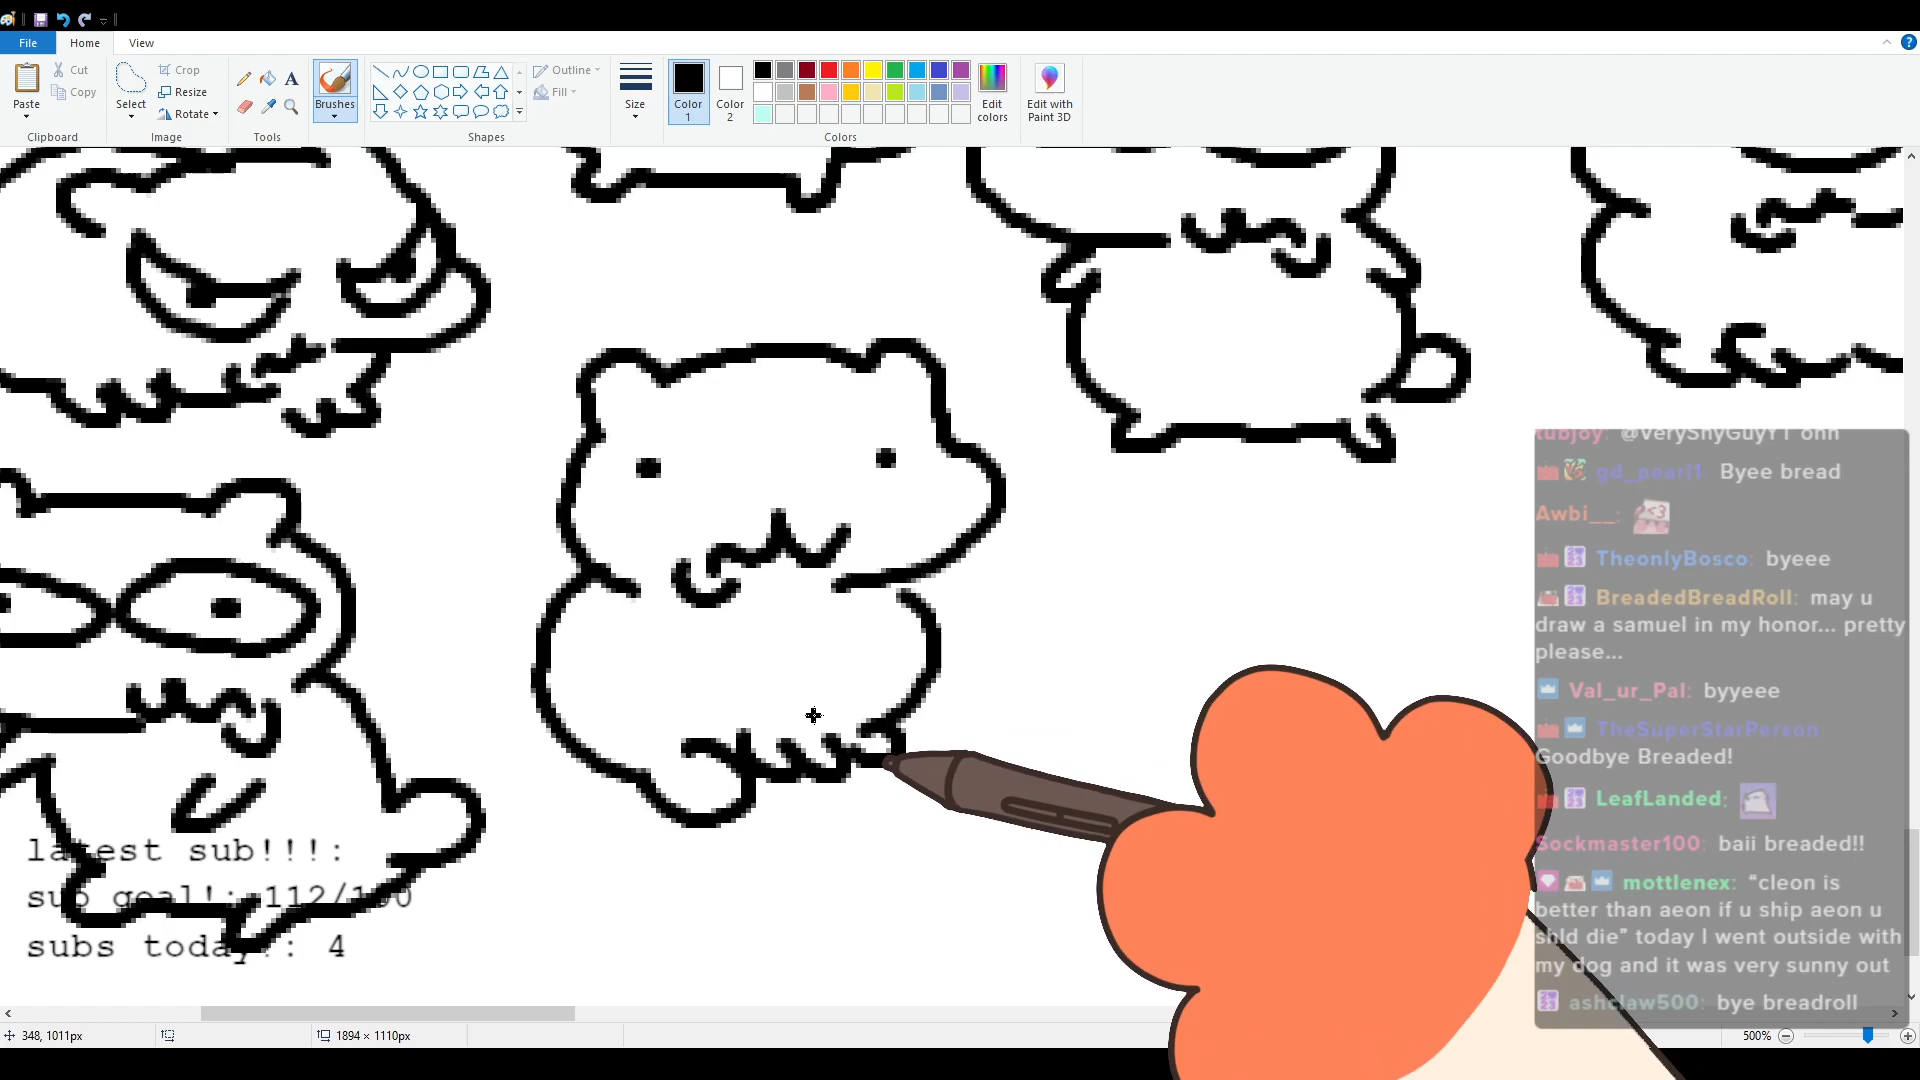 File Home View
Paste Cut Copy
Select Crop Resize Rotate
Brushes
Outline Fill
Size
Color 1 Color 2
Edit colors
Edit with Paint 3D
Clipboard Image Tools Shapes Colors
Rubjoy: @VeryShyGuyYT ohh
gd_pearl1: Byee bread
Awbi__:
TheonlyBosco: byeee
BreadedBreadRoll: may u
draw a samuel in my honor... pretty
please...
Val_ur_Pal: byyeee
TheSuperStarPerson
Goodbye Breaded!
LeafLanded:
Sockmaster100: baii breaded!!
mottlenex: "cleon is
better than aeon if u ship aeon u
shld die" today I went outside with
my dog and it was very sunny out
ashclaw500: bye breadroll
latest sub!!!:
sub goal!: 112/190
subs today!: 4
348, 1011px
1894 × 1110px
500%